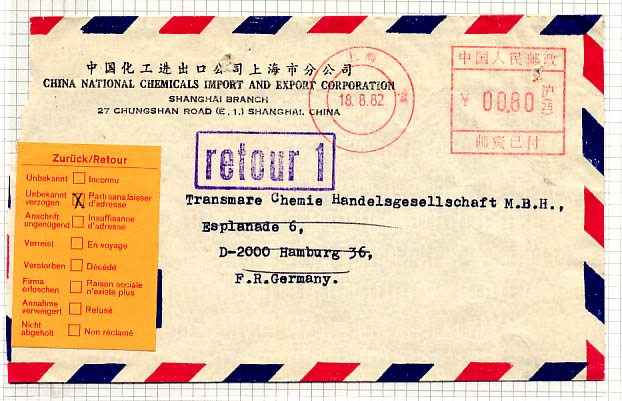 中国化工进出口公司上海市分公司
CHINA NATIONAL CHEMICALS IMPORT AND EXPORT CORPORATION
SHANGHAI BRANCH
27 CHUNGSHAN ROAD (E. 1.) SHANGHAI. CHINA
上海
18.8.82
中国人民邮政
¥ 00.80
沪
邮资已付
retour 1
Transmare Chemie Handelsgesellschaft M.B.H.,
Esplanade 6,
D-2000 Hamburg 36,
F.R.Germany.
Zurück/Retour
Unbekannt Inconnu
Unbekannt verzogen X Parti sans laisser d'adresse
Anschrift ungenügend Insuffisance d'adresse
Verreist En voyage
Verstorben Décédé
Firma erloschen Raison sociale n'existe plus
Annahme verweigert Refusé
Nicht abgeholt Non réclamé